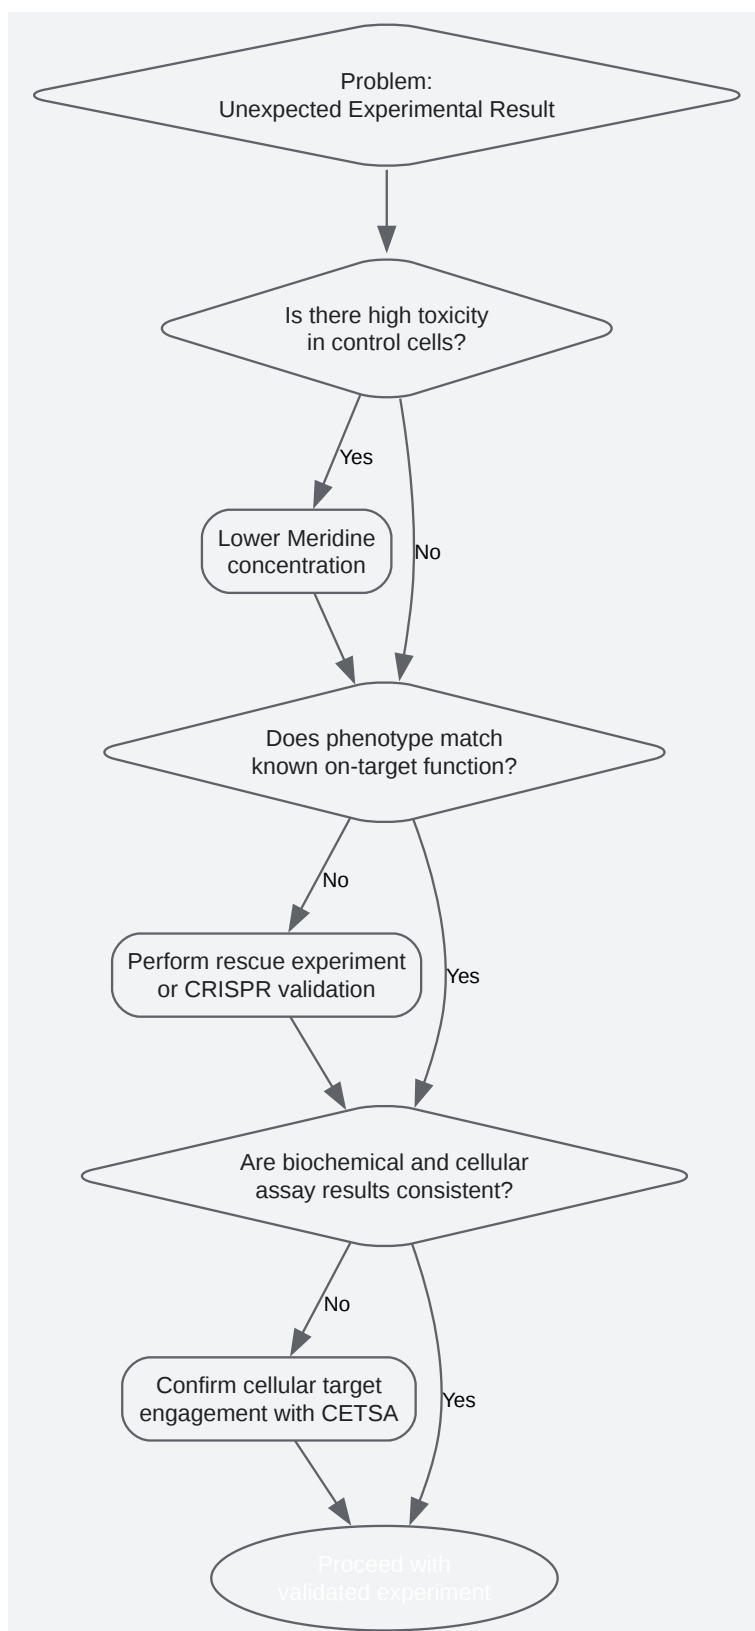 Problem:
Unexpected Experimental Result
Is there high toxicity
in control cells?
Yes
Lower Meridine
concentration
No
Does phenotype match
known on-target function?
No
Perform rescue experiment
or CRISPR validation
Yes
Are biochemical and cellular
assay results consistent?
No
Confirm cellular target
engagement with CETSA
Yes
Proceed with
validated experiment